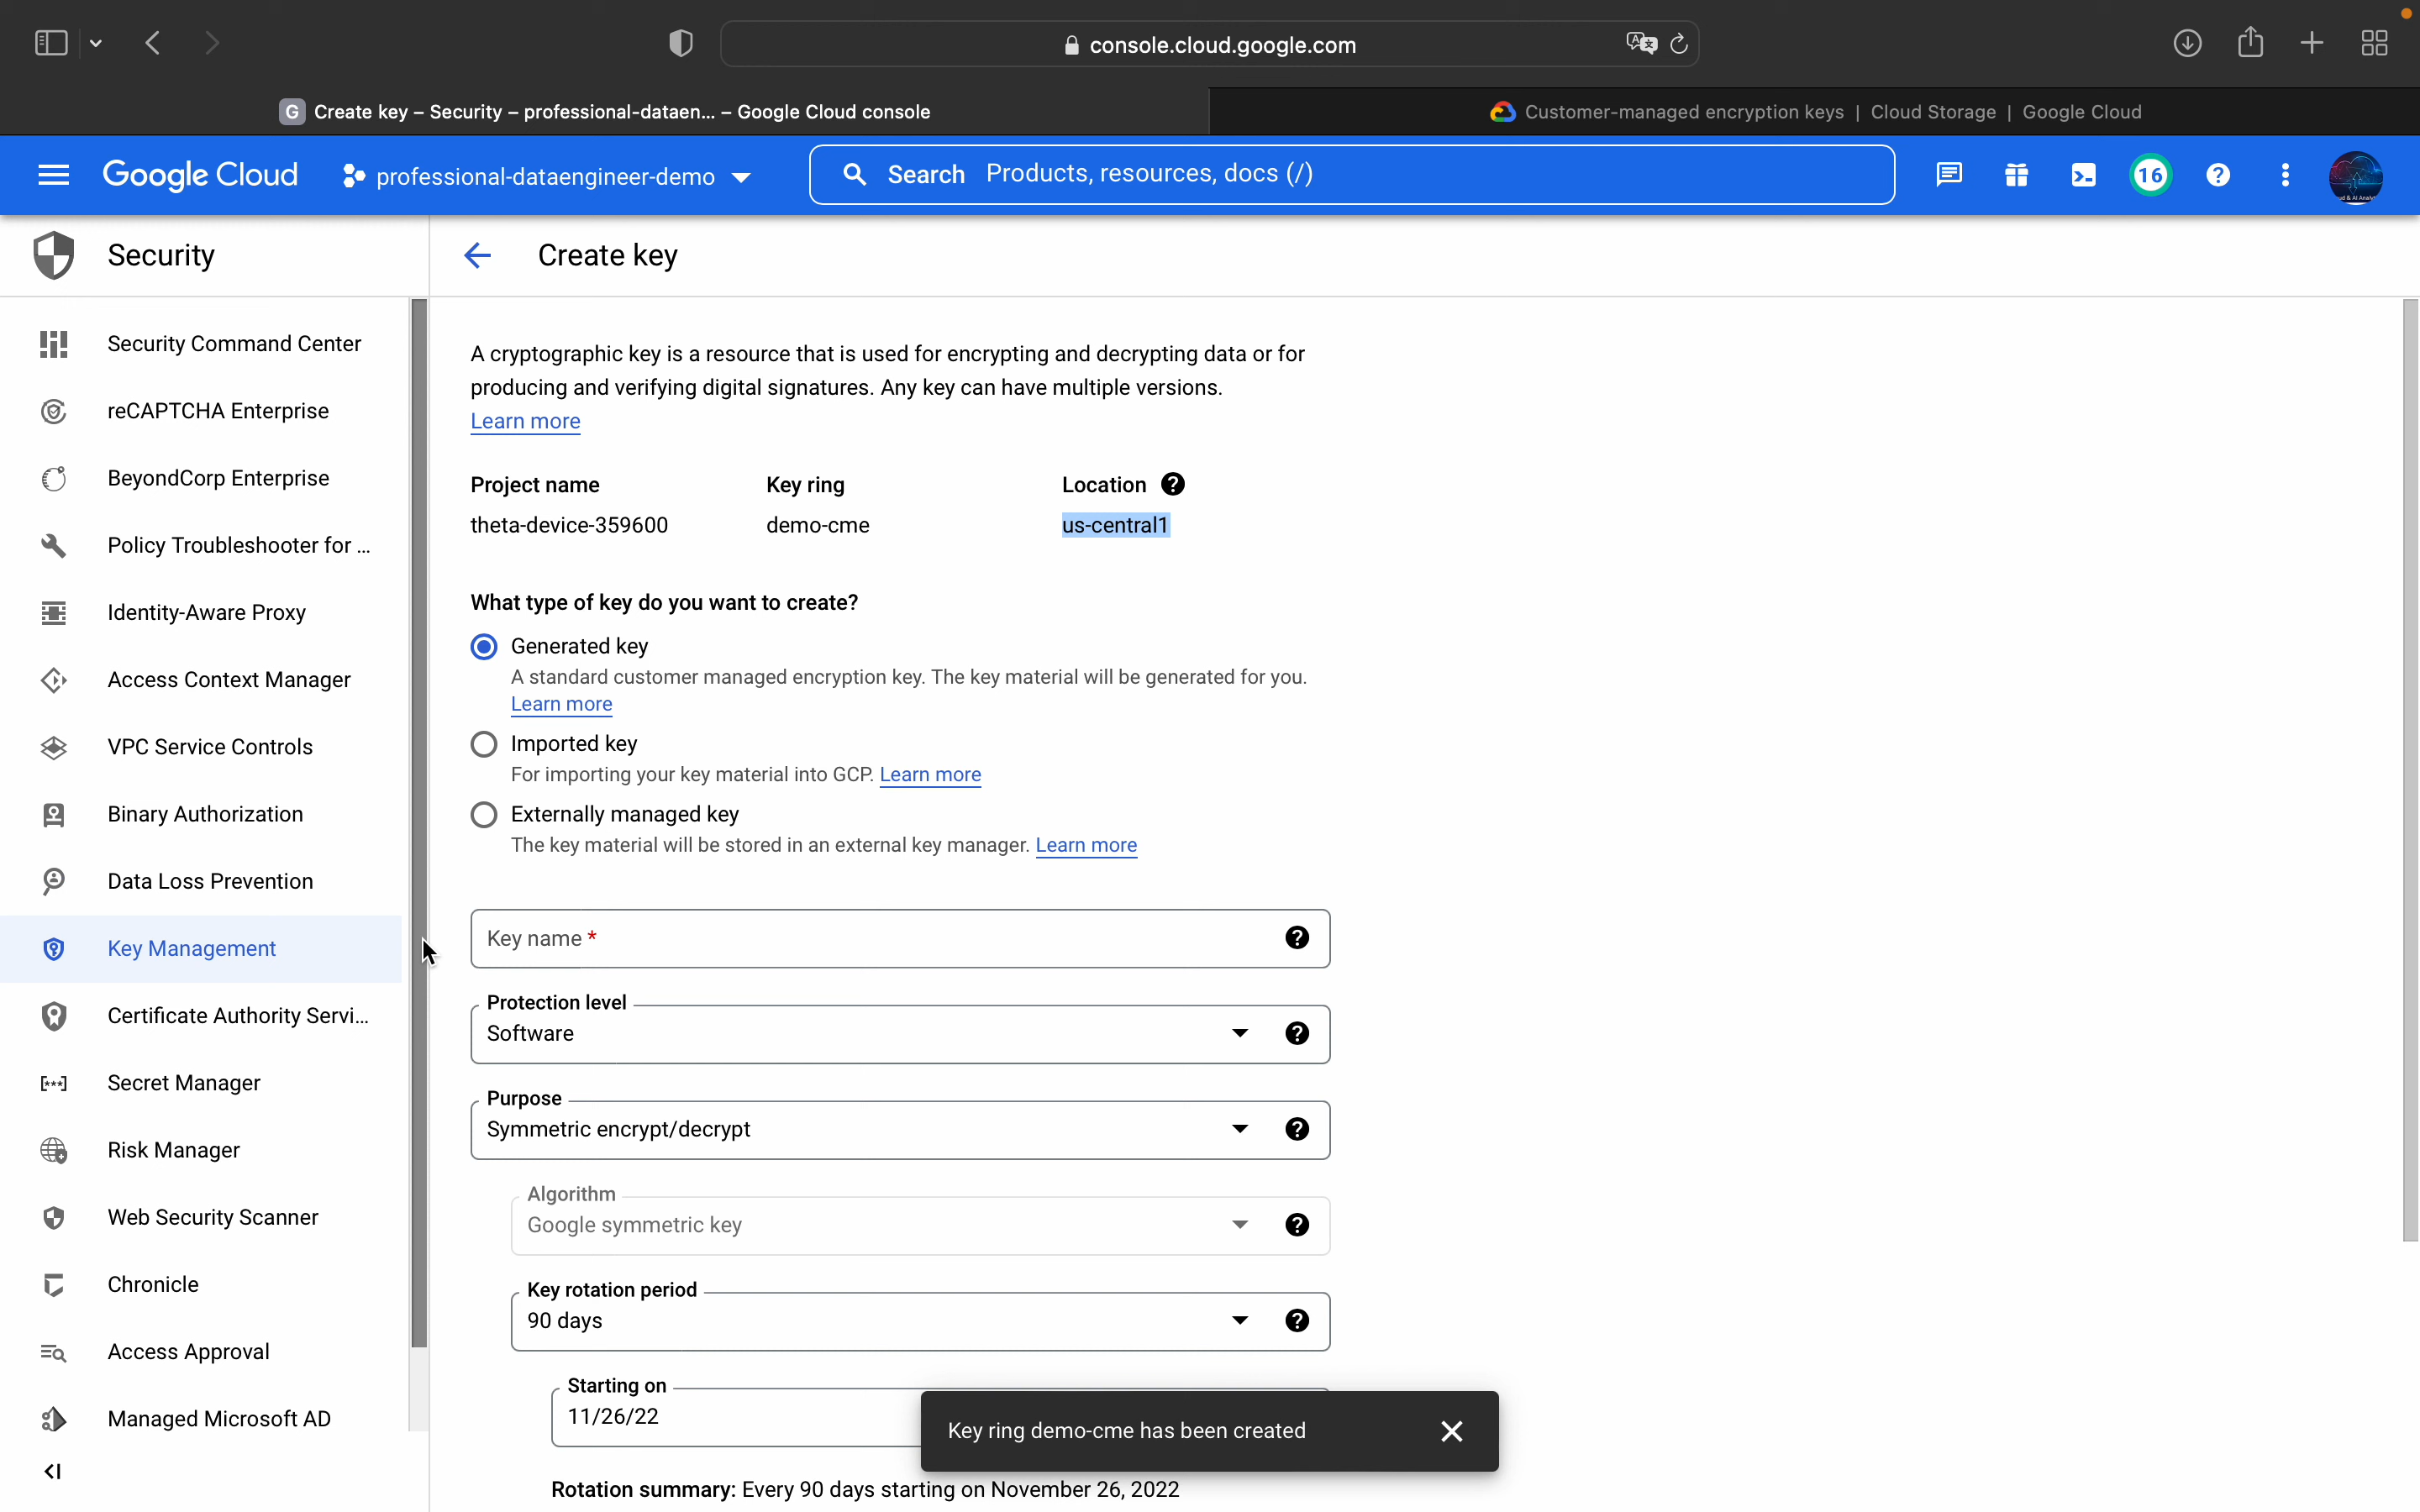 console.cloud.google.com
G Create key – Security – professional-dataen... – Google Cloud console
Customer-managed encryption keys | Cloud Storage | Google Cloud
Google Cloud
professional-dataengineer-demo
Search Products, resources, docs (/)
16
Security
Create key
Security Command Center
reCAPTCHA Enterprise
BeyondCorp Enterprise
Policy Troubleshooter for ...
Identity-Aware Proxy
Access Context Manager
VPC Service Controls
Binary Authorization
Data Loss Prevention
Key Management
Certificate Authority Servi...
Secret Manager
Risk Manager
Web Security Scanner
Chronicle
Access Approval
Managed Microsoft AD
A cryptographic key is a resource that is used for encrypting and decrypting data or for
producing and verifying digital signatures. Any key can have multiple versions.
Learn more
Project name Key ring Location
theta-device-359600 demo-cme us-central1
What type of key do you want to create?
Generated key
A standard customer managed encryption key. The key material will be generated for you.
Learn more
Imported key
For importing your key material into GCP. Learn more
Externally managed key
The key material will be stored in an external key manager. Learn more
Key name *
Protection level
Software
Purpose
Symmetric encrypt/decrypt
Algorithm
Google symmetric key
Key rotation period
90 days
Starting on
11/26/22
Key ring demo-cme has been created
Rotation summary: Every 90 days starting on November 26, 2022